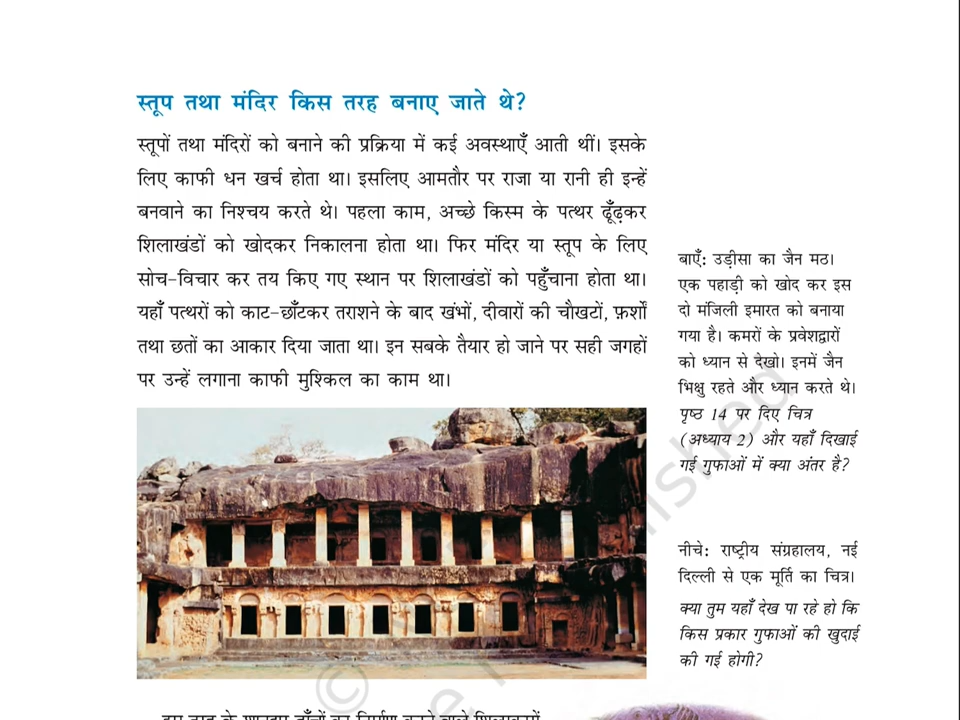 स्तूप तथा मंदिर किस तरह बनाए जाते थे?
स्तूपों तथा मंदिरों को बनाने की प्रक्रिया में कई अवस्थाएँ आती थीं। इसके
लिए काफी धन खर्च होता था। इसलिए आमतौर पर राजा या रानी ही इन्हें
बनवाने का निश्चय करते थे। पहला काम, अच्छे किस्म के पत्थर ढूँढ़कर
शिलाखंडों को खोदकर निकालना होता था। फिर मंदिर या स्तूप के लिए
सोच-विचार कर तय किए गए स्थान पर शिलाखंडों को पहुँचाना होता था।
यहाँ पत्थरों को काट-छाँटकर तराशने के बाद खंभों, दीवारों की चौखटों, फ़र्शों
तथा छतों का आकार दिया जाता था। इन सबके तैयार हो जाने पर सही जगहों
पर उन्हें लगाना काफी मुश्किल का काम था।
बाएँ: उड़ीसा का जैन मठ।
एक पहाड़ी को खोद कर इस
दो मंजिली इमारत को बनाया
गया है। कमरों के प्रवेशद्वारों
को ध्यान से देखो। इनमें जैन
भिक्षु रहते और ध्यान करते थे।
पृष्ठ 14 पर दिए चित्र
(अध्याय 2) और यहाँ दिखाई
गई गुफाओं में क्या अंतर है?
नीचे: राष्ट्रीय संग्रहालय, नई
दिल्ली से एक मूर्ति का चित्र।
क्या तुम यहाँ देख पा रहे हो कि
किस प्रकार गुफाओं की खुदाई
की गई होगी?